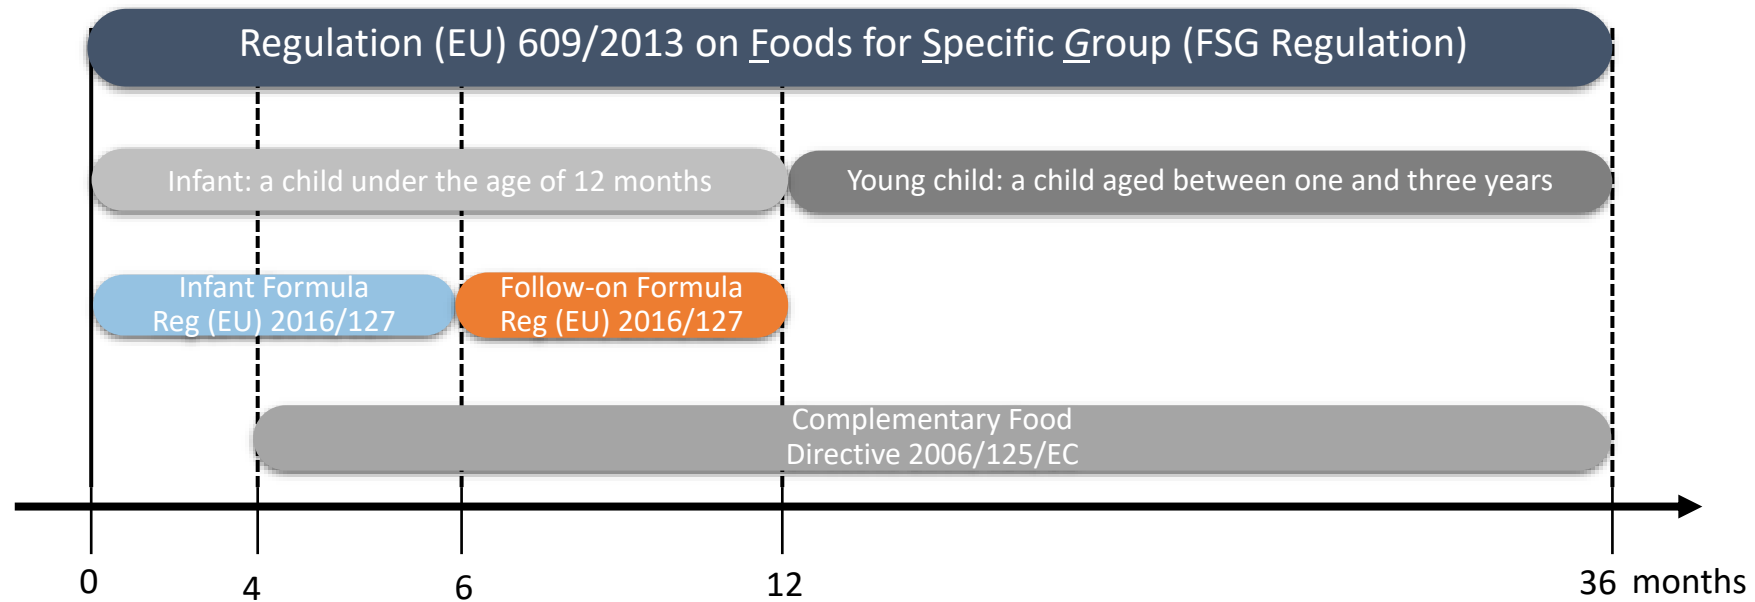 Regulation (EU) 609/2013 on Foods for Specific Group (FSG Regulation)
Infant: a child under the age of 12 months
Young child: a child aged between one and three years
Infant Formula
Reg (EU) 2016/127
Follow-on Formula
Reg (EU) 2016/127
Complementary Food
Directive 2006/125/EC
0
4
6
12
36 months